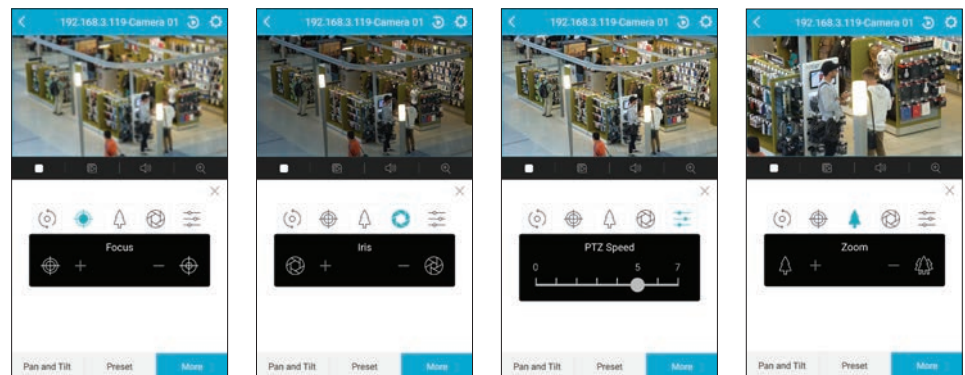 192.168.3.119-Camera 01
Focus
+ −
Pan and Tilt Preset More
192.168.3.119-Camera 01
Iris
+ −
Pan and Tilt Preset More
192.168.3.119-Camera 01
PTZ Speed
0 5 7
Pan and Tilt Preset More
192.168.3.119-Camera 01
Zoom
+ −
Pan and Tilt Preset More